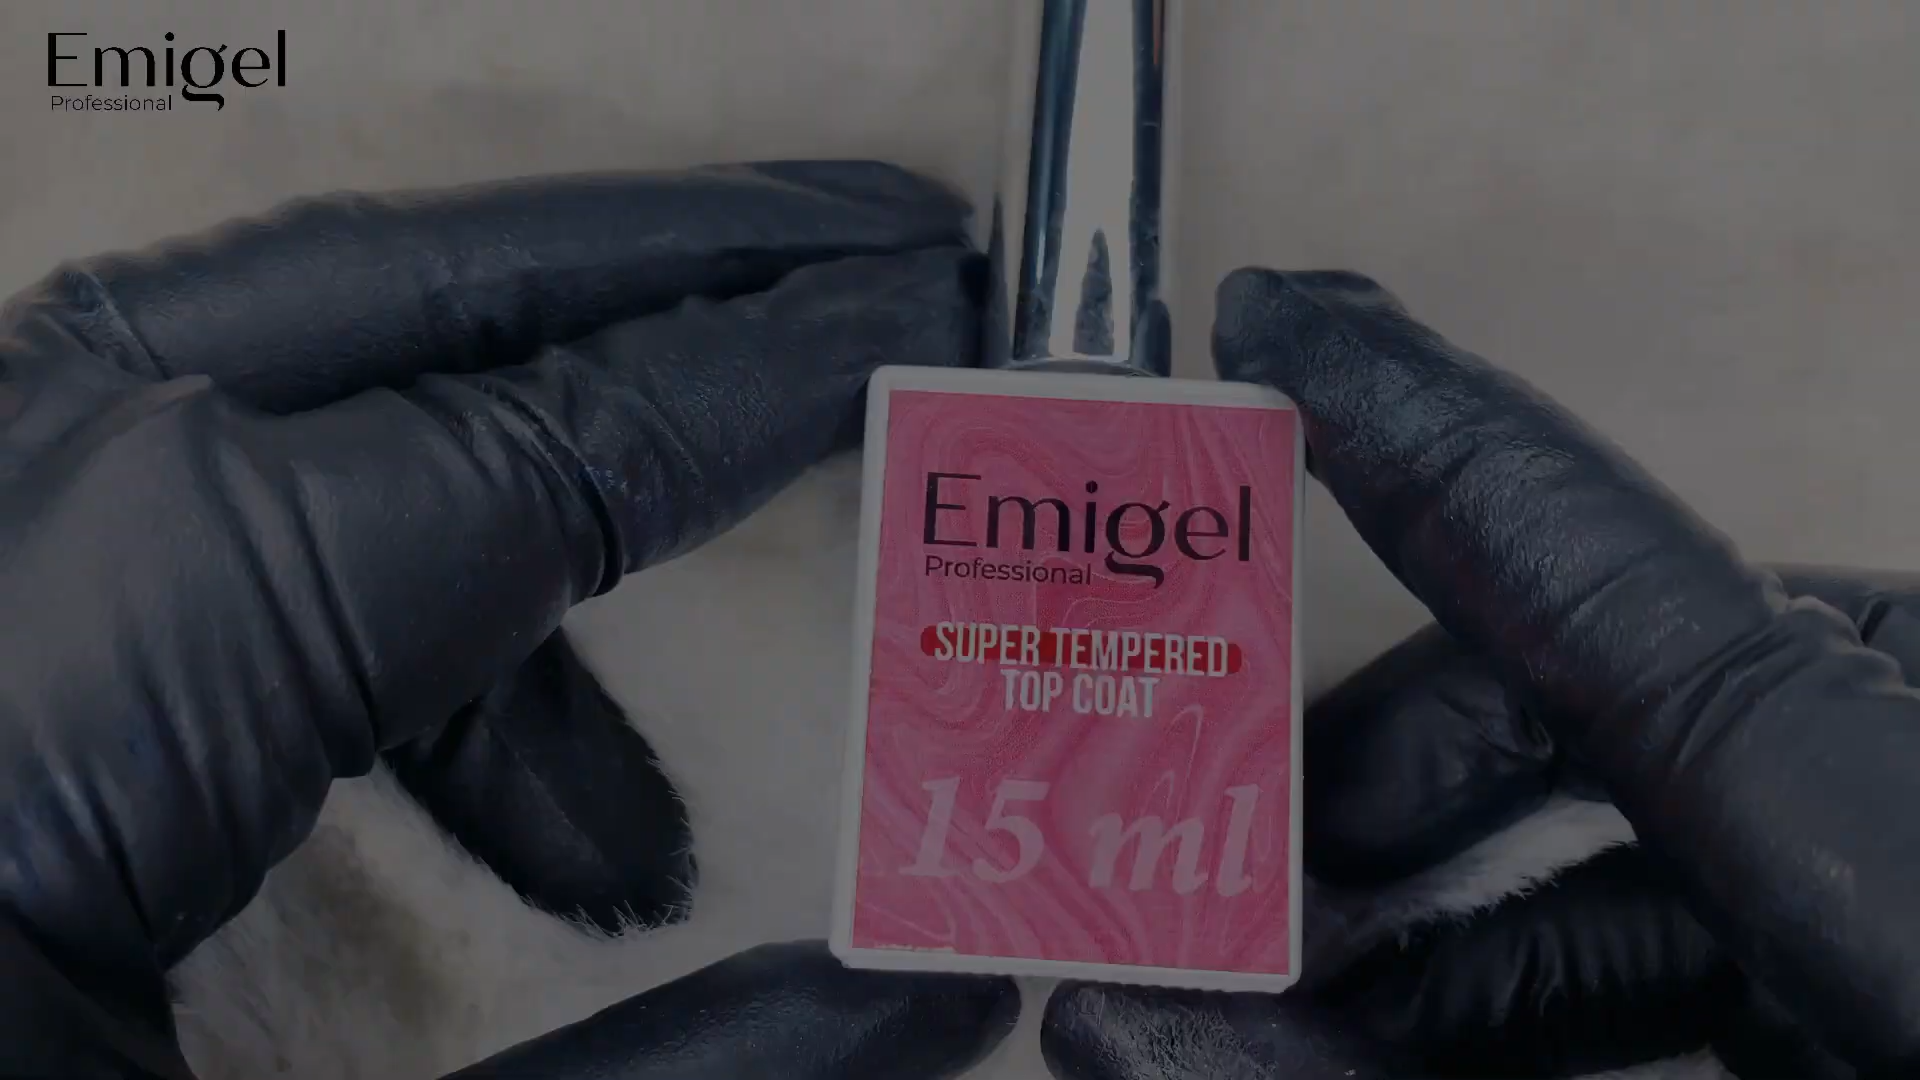 Emigel
Professional
Emigel
Professional
SUPER TEMPERED
TOP COAT
15 ml